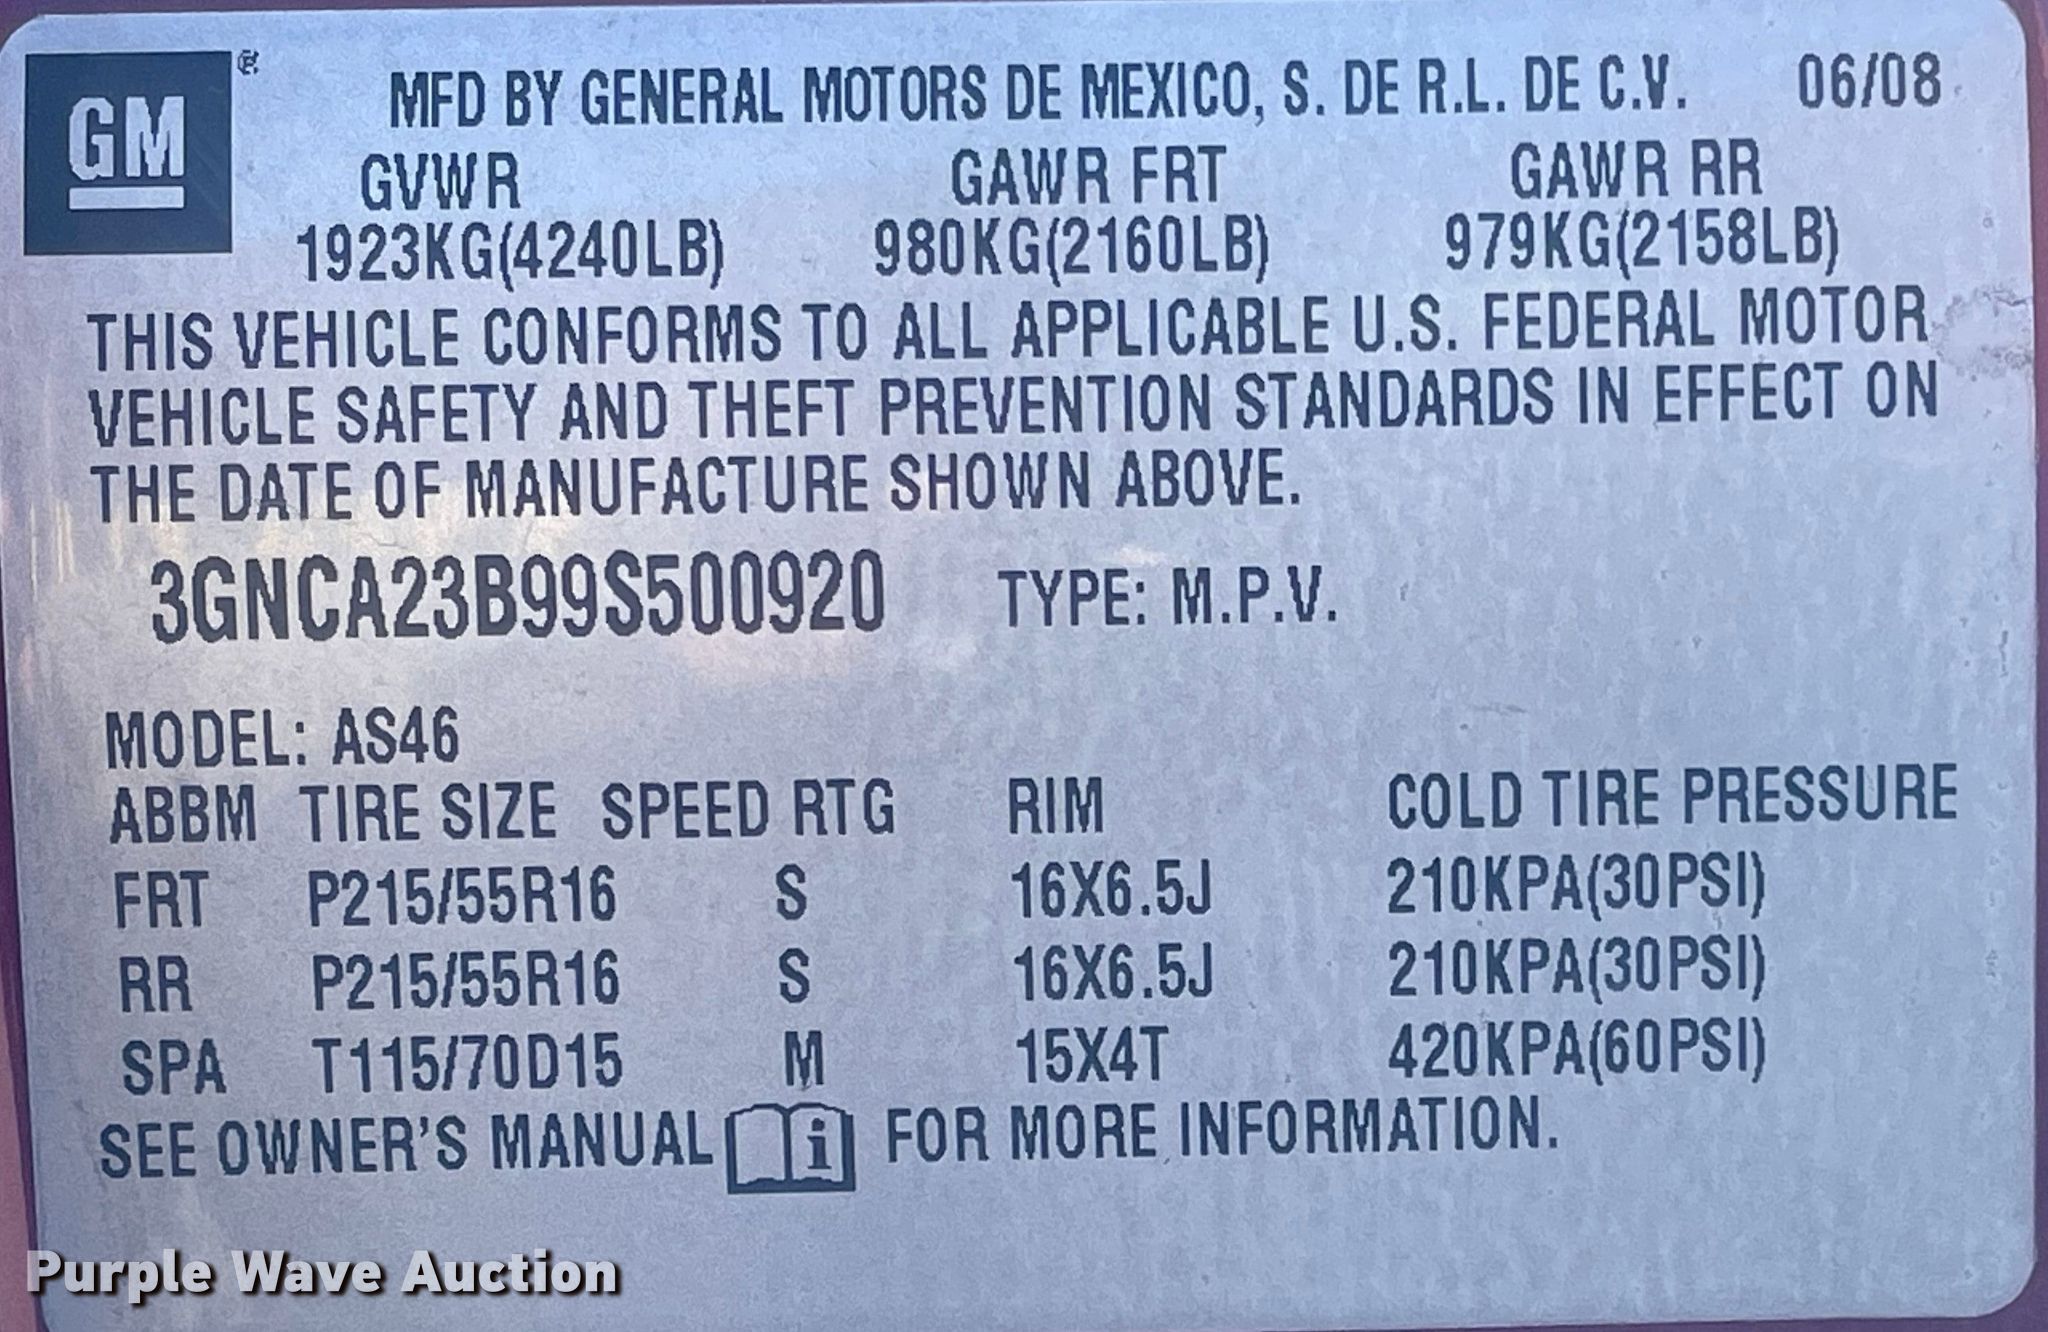 GM®
MFD BY GENERAL MOTORS DE MEXICO, S. DE R.L. DE C.V. 06/08
GVWR GAWR FRT GAWR RR
1923KG(4240LB) 980KG(2160LB) 979KG(2158LB)
THIS VEHICLE CONFORMS TO ALL APPLICABLE U.S. FEDERAL MOTOR
VEHICLE SAFETY AND THEFT PREVENTION STANDARDS IN EFFECT ON
THE DATE OF MANUFACTURE SHOWN ABOVE.
3GNCA23B99S500920 TYPE: M.P.V.
MODEL: AS46
ABBM TIRE SIZE SPEED RTG RIM COLD TIRE PRESSURE
FRT P215/55R16 S 16X6.5J 210KPA(30PSI)
RR P215/55R16 S 16X6.5J 210KPA(30PSI)
SPA T115/70D15 M 15X4T 420KPA(60PSI)
SEE OWNER'S MANUAL i FOR MORE INFORMATION.
Purple Wave Auction